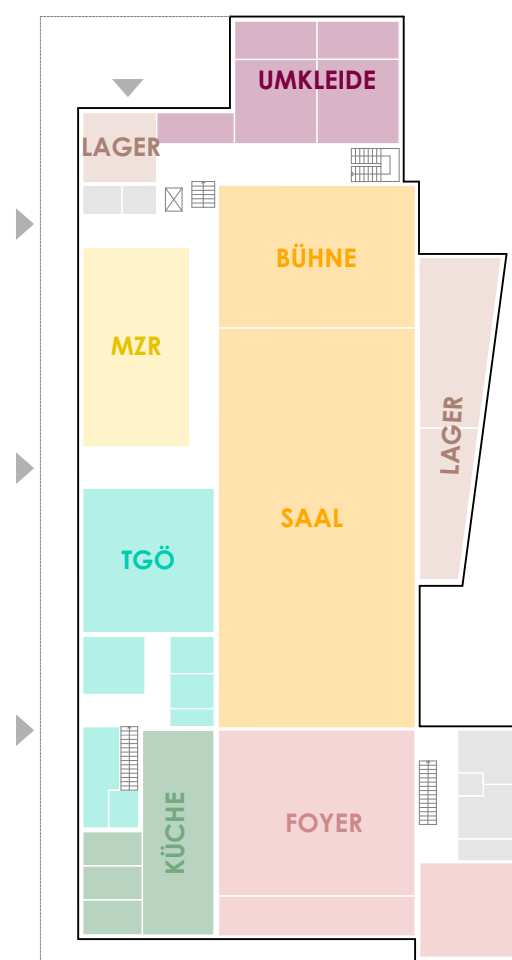 UMKLEIDE
LAGER
BÜHNE
MZR
LAGER
SAAL
TGÖ
KÜCHE
FOYER